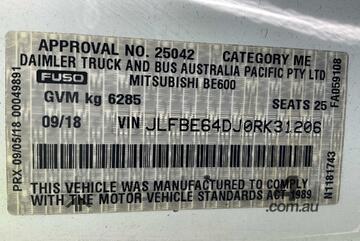 APPROVAL NO. 25042 CATEGORY ME
DAIMLER TRUCK AND BUS AUSTRALIA PACIFIC PTY LTD
FUSO MITSUBISHI BE600
GVM kg 6285 SEATS 25
09/18 VIN JLFBE64DJ0RK31206
THIS VEHICLE WAS MANUFACTURED TO COMPLY
WITH THE MOTOR VEHICLE STANDARDS ACT 1989
PRX 09/05/18 00049891
FAD59108
N1181743
.com.au